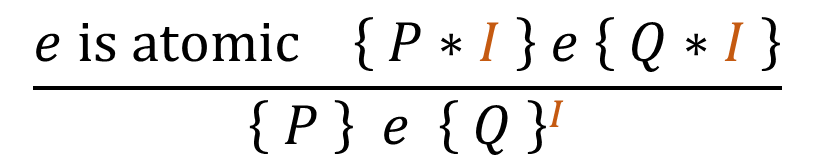 e is atomic { P ∗ I } e { Q ∗ I }
{ P } e { Q }ᴵ